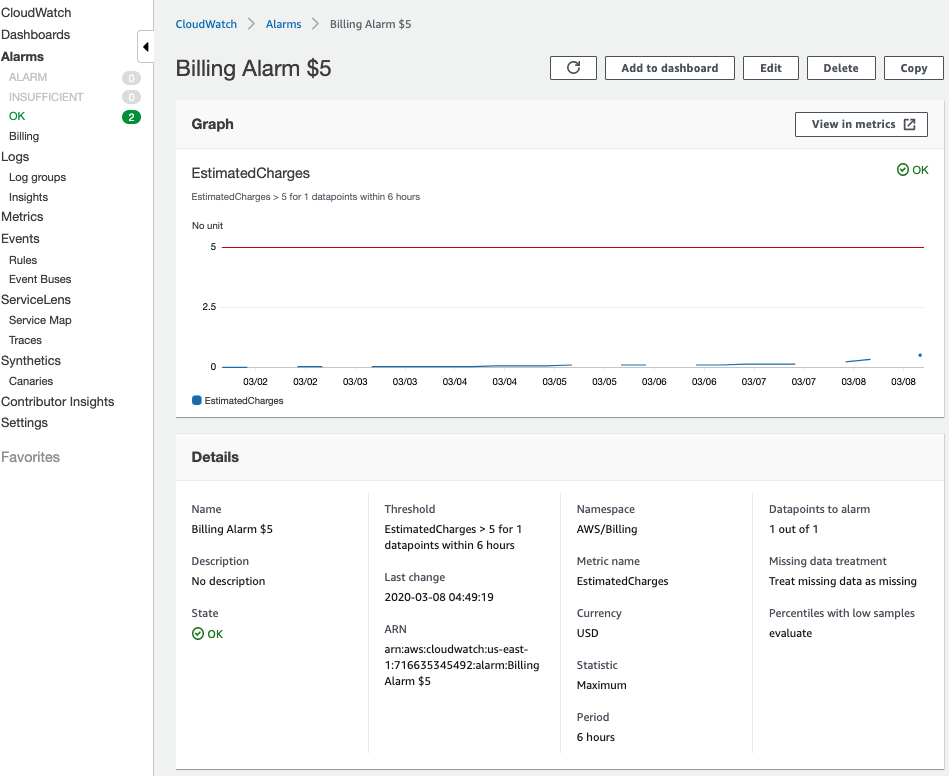 CloudWatch
Dashboards
Alarms
ALARM 0
INSUFFICIENT 0
OK 2
Billing
Logs
Log groups
Insights
Metrics
Events
Rules
Event Buses
ServiceLens
Service Map
Traces
Synthetics
Canaries
Contributor Insights
Settings
Favorites
CloudWatch Alarms Billing Alarm $5
Billing Alarm $5
Add to dashboard Edit Delete Copy
Graph
View in metrics
EstimatedCharges
OK
EstimatedCharges > 5 for 1 datapoints within 6 hours
No unit
5
2.5
0
03/02 03/02 03/03 03/03 03/04 03/04 03/05 03/05 03/06 03/06 03/07 03/07 03/08 03/08
EstimatedCharges
Details
Name
Billing Alarm $5
Description
No description
State
OK
Threshold
EstimatedCharges > 5 for 1
datapoints within 6 hours
Last change
2020-03-08 04:49:19
ARN
arn:aws:cloudwatch:us-east-
1:716635345492:alarm:Billing
Alarm $5
Namespace
AWS/Billing
Metric name
EstimatedCharges
Currency
USD
Statistic
Maximum
Period
6 hours
Datapoints to alarm
1 out of 1
Missing data treatment
Treat missing data as missing
Percentiles with low samples
evaluate